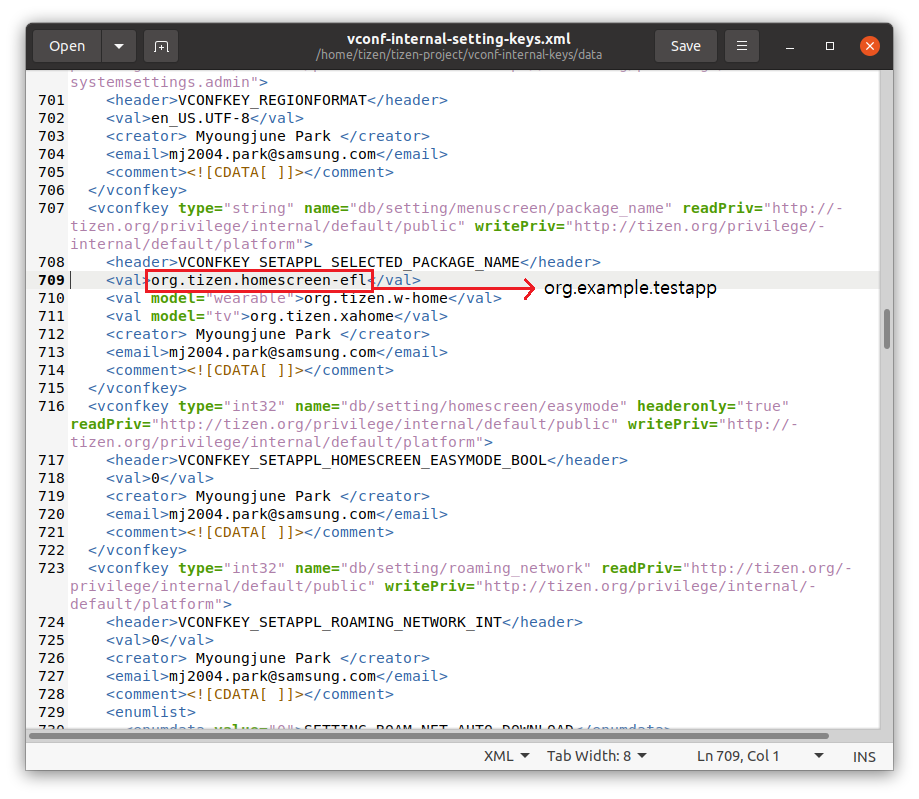 Open
vconf-internal-setting-keys.xml
/home/tizen/tizen-project/vconf-internal-keys/data
Save
systemsettings.admin">
701 <header>VCONFKEY_REGIONFORMAT</header>
702 <val>en_US.UTF-8</val>
703 <creator> Myoungjune Park </creator>
704 <email>mj2004.park@samsung.com</email>
705 <comment><![CDATA[ ]]></comment>
706 </vconfkey>
707 <vconfkey type="string" name="db/setting/menuscreen/package_name" readPriv="http://-
tizen.org/privilege/internal/default/public" writePriv="http://tizen.org/privilege/-
internal/default/platform">
708 <header>VCONFKEY_SETAPPL_SELECTED_PACKAGE_NAME</header>
709 <val>org.tizen.homescreen-efl</val>
org.example.testapp
710 <val model="wearable">org.tizen.w-home</val>
711 <val model="tv">org.tizen.xahome</val>
712 <creator> Myoungjune Park </creator>
713 <email>mj2004.park@samsung.com</email>
714 <comment><![CDATA[ ]]></comment>
715 </vconfkey>
716 <vconfkey type="int32" name="db/setting/homescreen/easymode" headeronly="true"
readPriv="http://tizen.org/privilege/internal/default/public" writePriv="http://-
tizen.org/privilege/internal/default/platform">
717 <header>VCONFKEY_SETAPPL_HOMESCREEN_EASYMODE_BOOL</header>
718 <val>0</val>
719 <creator> Myoungjune Park </creator>
720 <email>mj2004.park@samsung.com</email>
721 <comment><![CDATA[ ]]></comment>
722 </vconfkey>
723 <vconfkey type="int32" name="db/setting/roaming_network" readPriv="http://tizen.org/-
privilege/internal/default/public" writePriv="http://tizen.org/privilege/internal/-
default/platform">
724 <header>VCONFKEY_SETAPPL_ROAMING_NETWORK_INT</header>
725 <val>0</val>
726 <creator> Myoungjune Park </creator>
727 <email>mj2004.park@samsung.com</email>
728 <comment><![CDATA[ ]]></comment>
729 <enumlist>
730 <enumdata value="0">SETTING_ROAM_NET_AUTO_DOWNLOAD</enumdata>
XML Tab Width: 8 Ln 709, Col 1 INS